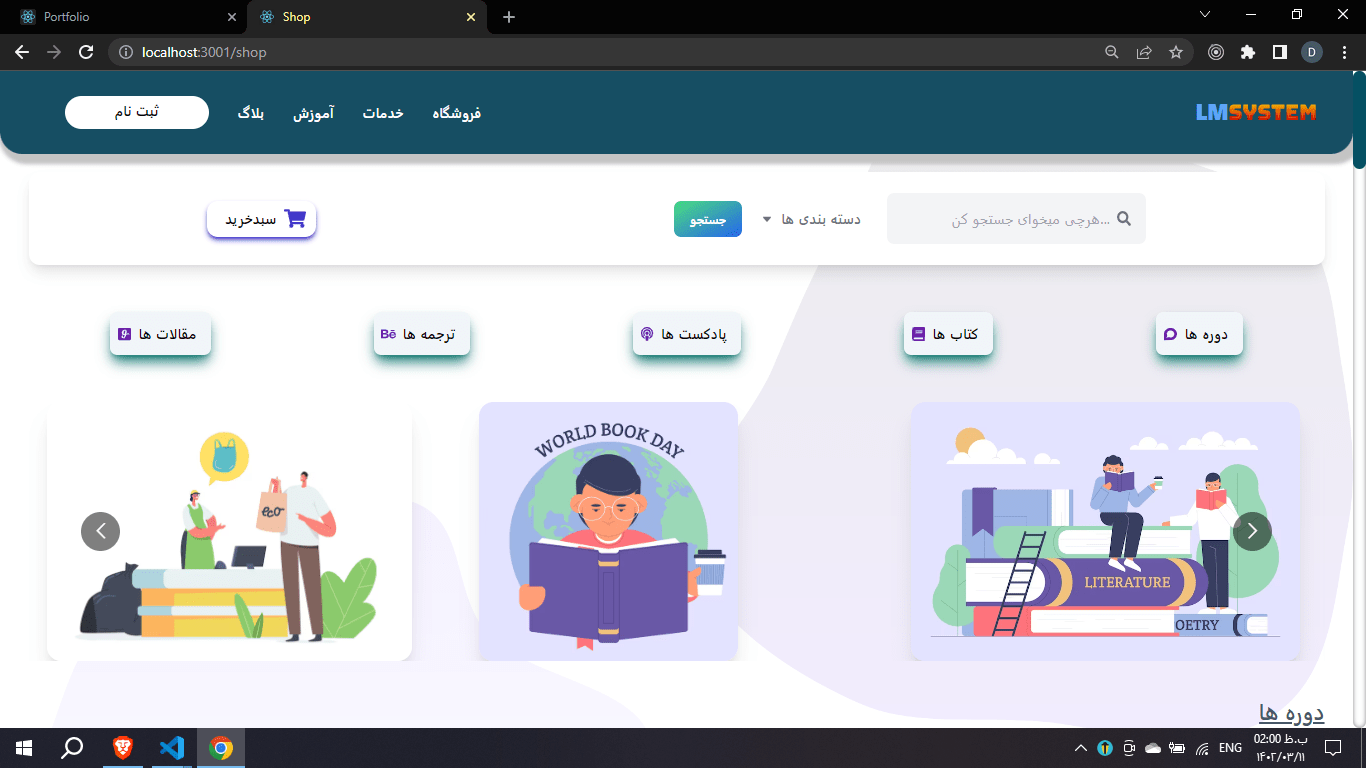 Portfolio
Shop
localhost:3001/shop
D
LMSYSTEM
فروشگاه
خدمات
آموزش
بلاگ
ثبت نام
...هرچی میخوای جستجو کن
دسته بندی ها
جستجو
سبدخرید
دوره ها
کتاب ها
پادکست ها
ترجمه ها
مقالات ها
eco
WORLD BOOK DAY
LITERATURE
OETRY
دوره ها
ENG
02:00 ب.ظ
۱۴۰۲/۰۳/۱۱